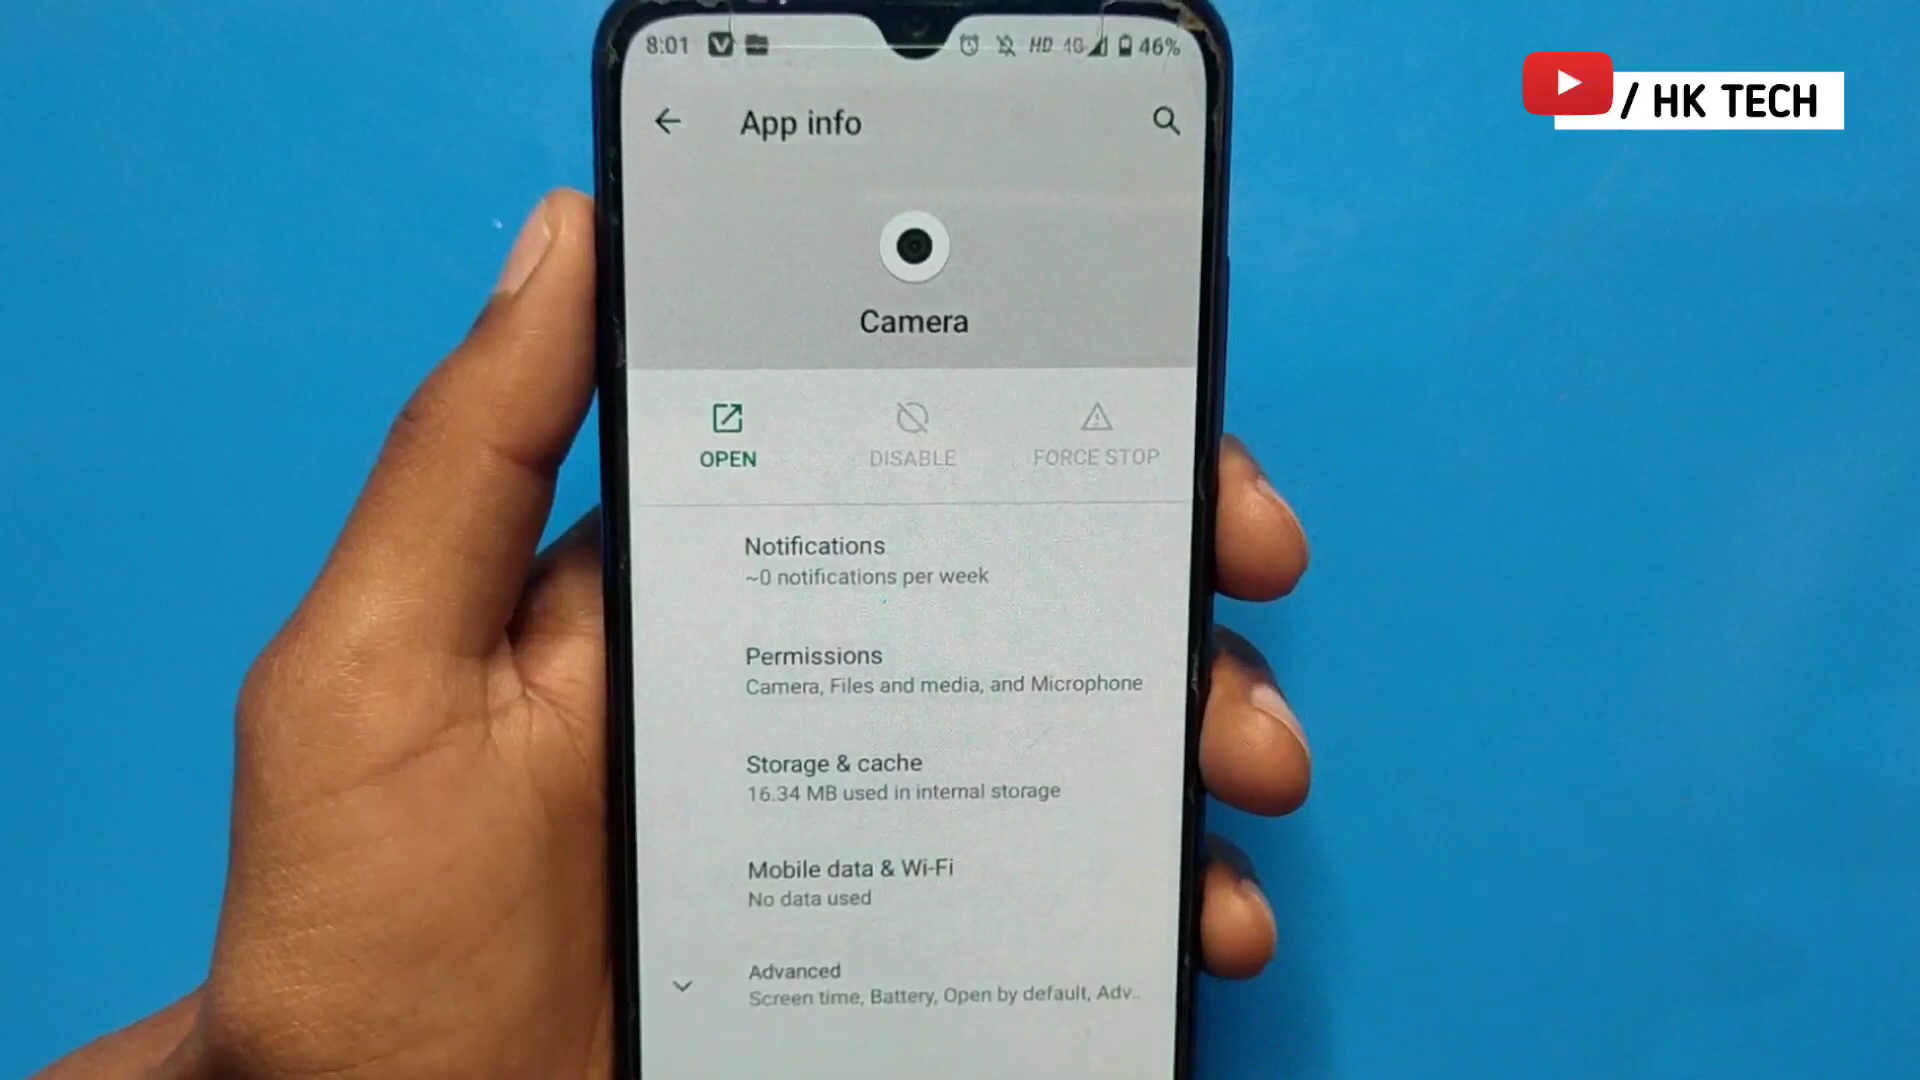 8:01 HD 4G 46%
/ HK TECH
App info
Camera
OPEN DISABLE FORCE STOP
Notifications
~0 notifications per week
Permissions
Camera, Files and media, and Microphone
Storage & cache
16.34 MB used in internal storage
Mobile data & Wi-Fi
No data used
Advanced
Screen time, Battery, Open by default, Adv..